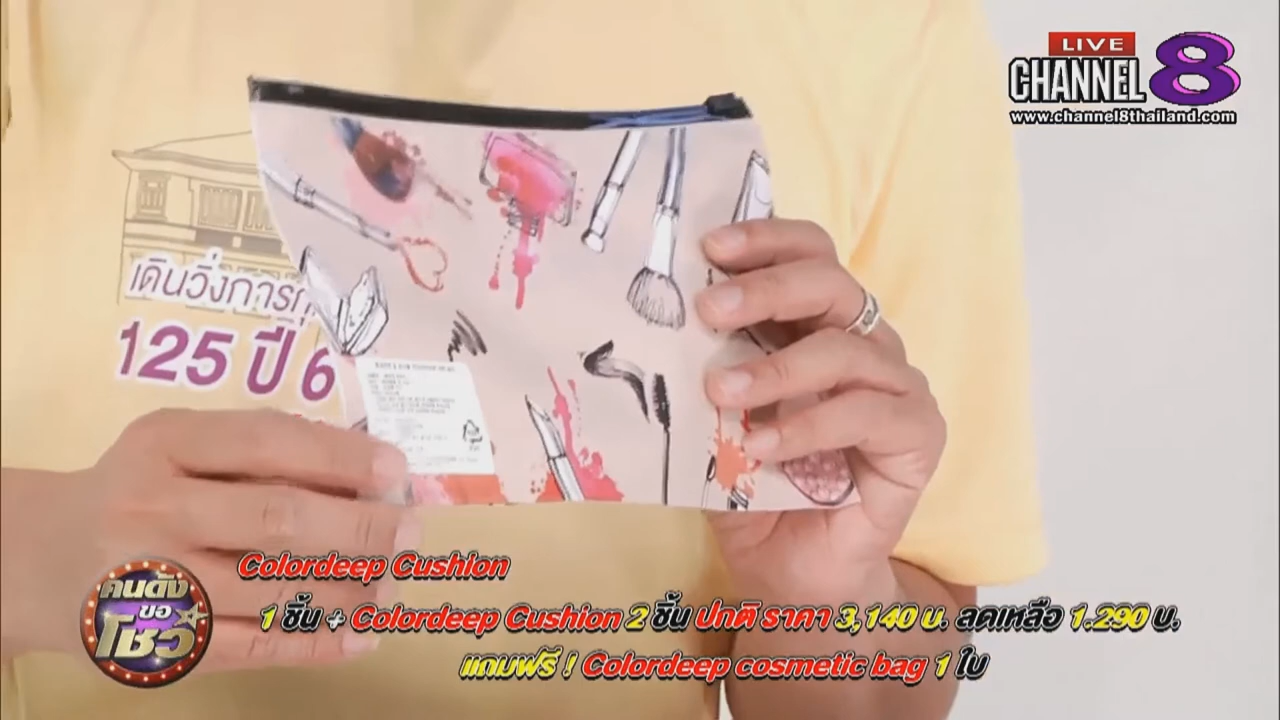 LIVE
CHANNEL 8
www.channel8thailand.com
เดินวิ่งการกุ
125 ปี 6
Colordeep Cushion
1 ชิ้น + Colordeep Cushion 2 ชิ้น ปกติ ราคา 3,140 บ. ลดเหลือ 1.290 บ.
แถมฟรี ! Colordeep cosmetic bag 1 ใบ
คนดัง
ขอ
โชว์